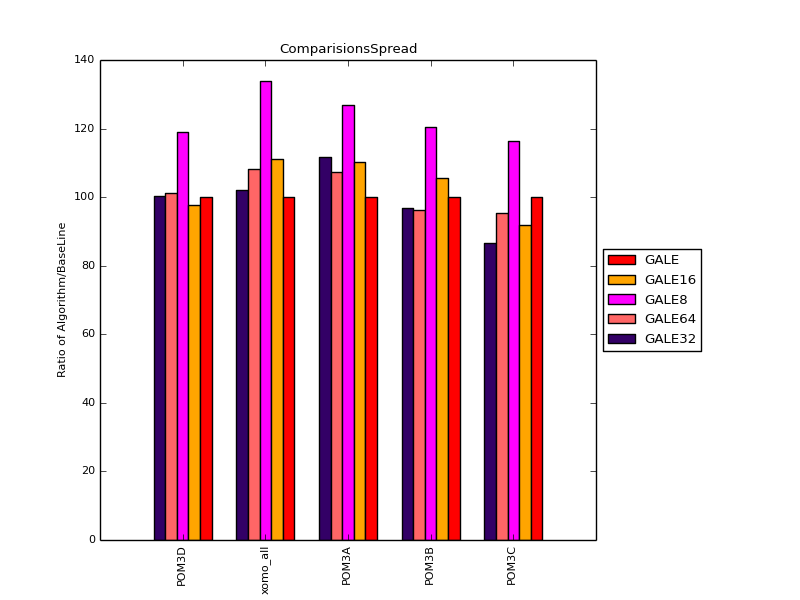 ComparisionsSpread
140
120
100
80
60
40
20
0
Ratio of Algorithm/BaseLine
POM3D
xomo_all
POM3A
POM3B
POM3C
GALE
GALE16
GALE8
GALE64
GALE32